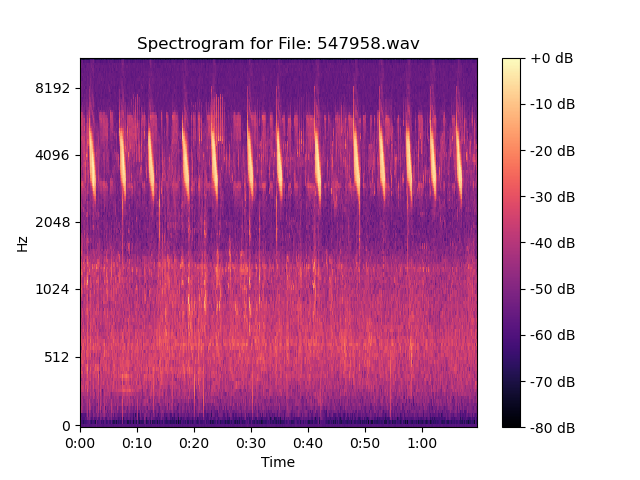 Spectrogram for File: 547958.wav
Hz
8192
4096
2048
1024
512
0
0:00 0:10 0:20 0:30 0:40 0:50 1:00
Time
+0 dB
-10 dB
-20 dB
-30 dB
-40 dB
-50 dB
-60 dB
-70 dB
-80 dB